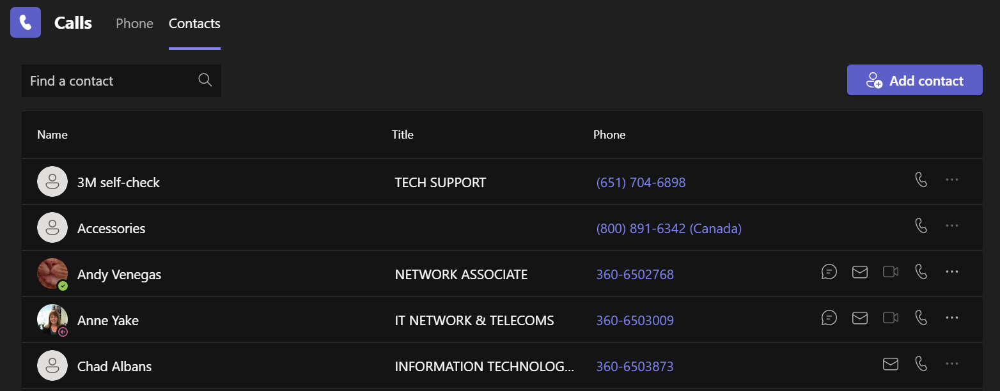 Calls Phone Contacts
Find a contact
Add contact
Name Title Phone
3M self-check TECH SUPPORT (651) 704-6898
Accessories (800) 891-6342 (Canada)
Andy Venegas NETWORK ASSOCIATE 360-6502768
Anne Yake IT NETWORK & TELECOMS 360-6503009
Chad Albans INFORMATION TECHNOLOG... 360-6503873